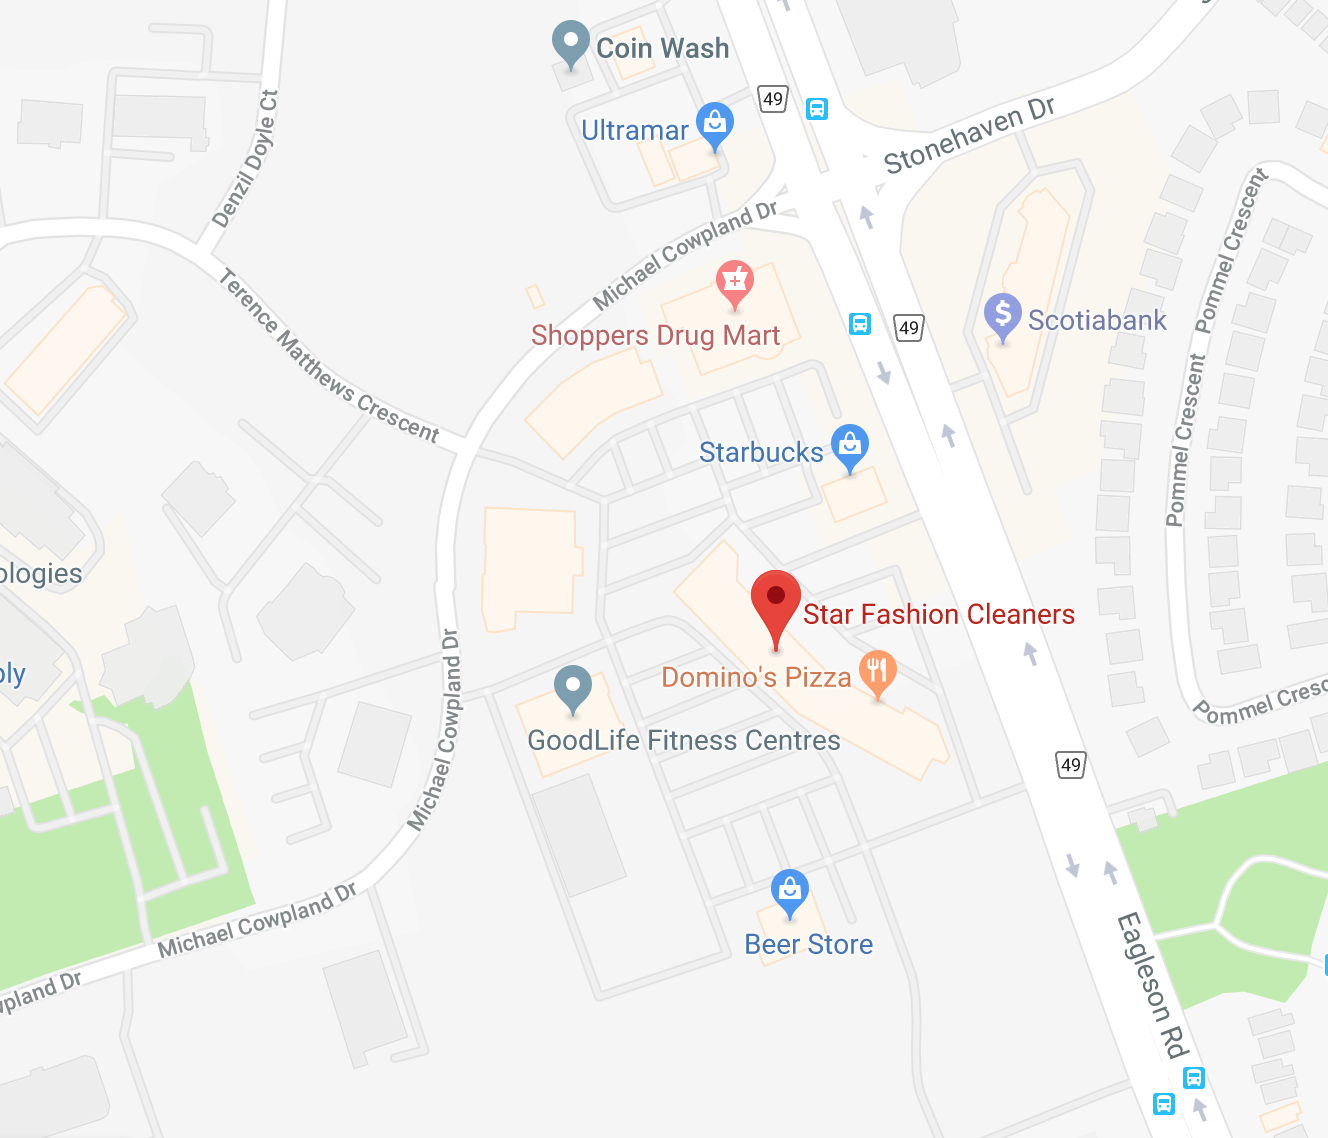 Coin Wash
49
Ultramar
Stonehaven Dr
Denzil Doyle Ct
Michael Cowpland Dr
Pommel Crescent
Terence Matthews Crescent
Shoppers Drug Mart
49
Scotiabank
Pommel Crescent
Starbucks
ologies
Star Fashion Cleaners
Domino's Pizza
Michael Cowpland Dr
GoodLife Fitness Centres
Pommel Cresc
49
Beer Store
Michael Cowpland Dr
wpland Dr
Eagleson Rd